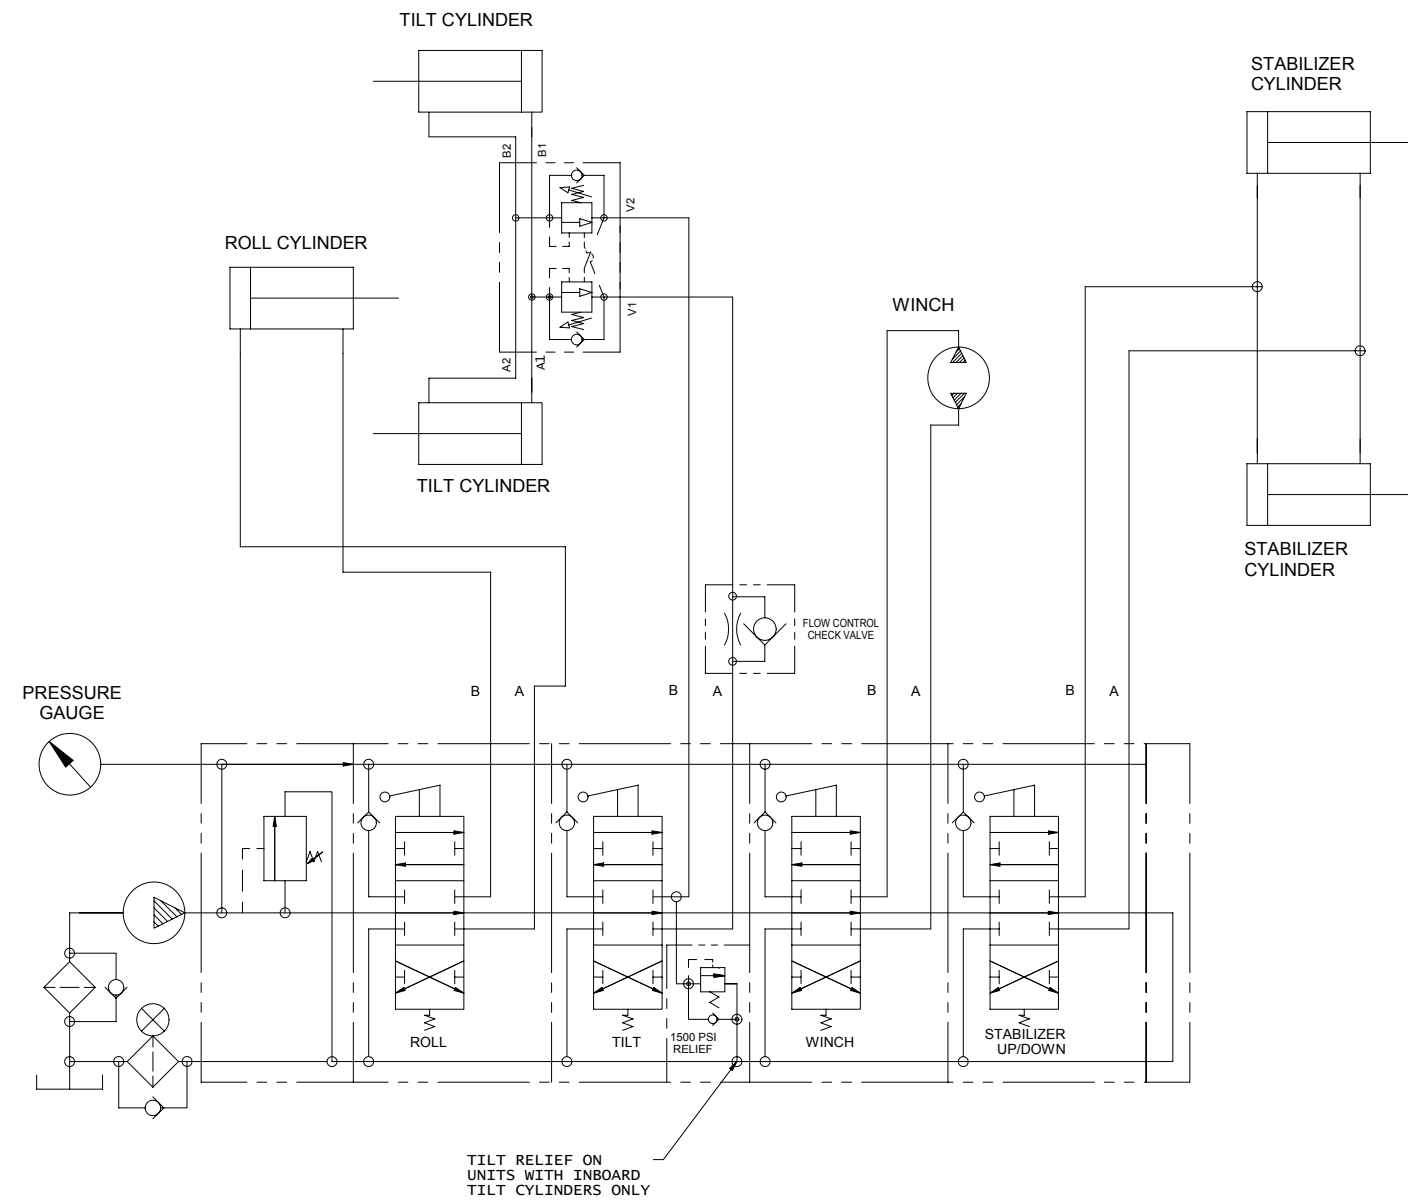 TILT CYLINDER
STABILIZER
CYLINDER
B2
B1
V2
ROLL CYLINDER
V1
WINCH
A2
A1
TILT CYLINDER
STABILIZER
CYLINDER
FLOW CONTROL
CHECK VALVE
PRESSURE
GAUGE
B
A
B
A
B
A
B
A
ROLL
TILT
1500 PSI
RELIEF
WINCH
STABILIZER
UP/DOWN
TILT RELIEF ON
UNITS WITH INBOARD
TILT CYLINDERS ONLY